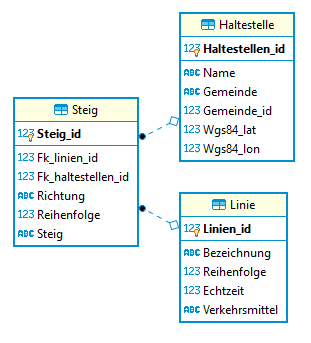 Haltestelle
123 Haltestellen_id
ABC Name
ABC Gemeinde
123 Gemeinde_id
123 Wgs84_lat
123 Wgs84_lon
Steig
123 Steig_id
123 Fk_linien_id
123 Fk_haltestellen_id
ABC Richtung
123 Reihenfolge
ABC Steig
Linie
123 Linien_id
ABC Bezeichnung
123 Reihenfolge
123 Echtzeit
ABC Verkehrsmittel